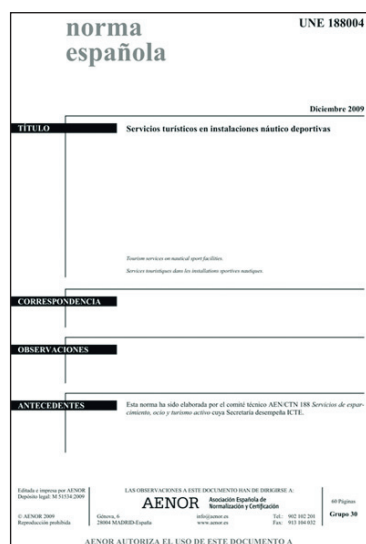 norma
española
UNE 188004
Diciembre 2009
TÍTULO
Servicios turísticos en instalaciones náutico deportivas
Tourism services on nautical sport facilities.
Services touristiques dans les installations sportives nautiques.
CORRESPONDENCIA
OBSERVACIONES
ANTECEDENTES
Esta norma ha sido elaborada por el comité técnico AEN/CTN 188 Servicios de espar-
cimiento, ocio y turismo activo cuya Secretaría desempeña ICTE.
Editada e impresa por AENOR
Depósito legal: M 51534:2009
LAS OBSERVACIONES A ESTE DOCUMENTO HAN DE DIRIGIRSE A:
AENOR Asociación Española de
Normalización y Certificación
60 Páginas
© AENOR 2009
Reproducción prohibida
Génova, 6
28004 MADRID-España
info@aenor.es
www.aenor.es
Tel.: 902 102 201
Fax: 913 104 032
Grupo 30
AENOR AUTORIZA EL USO DE ESTE DOCUMENTO A